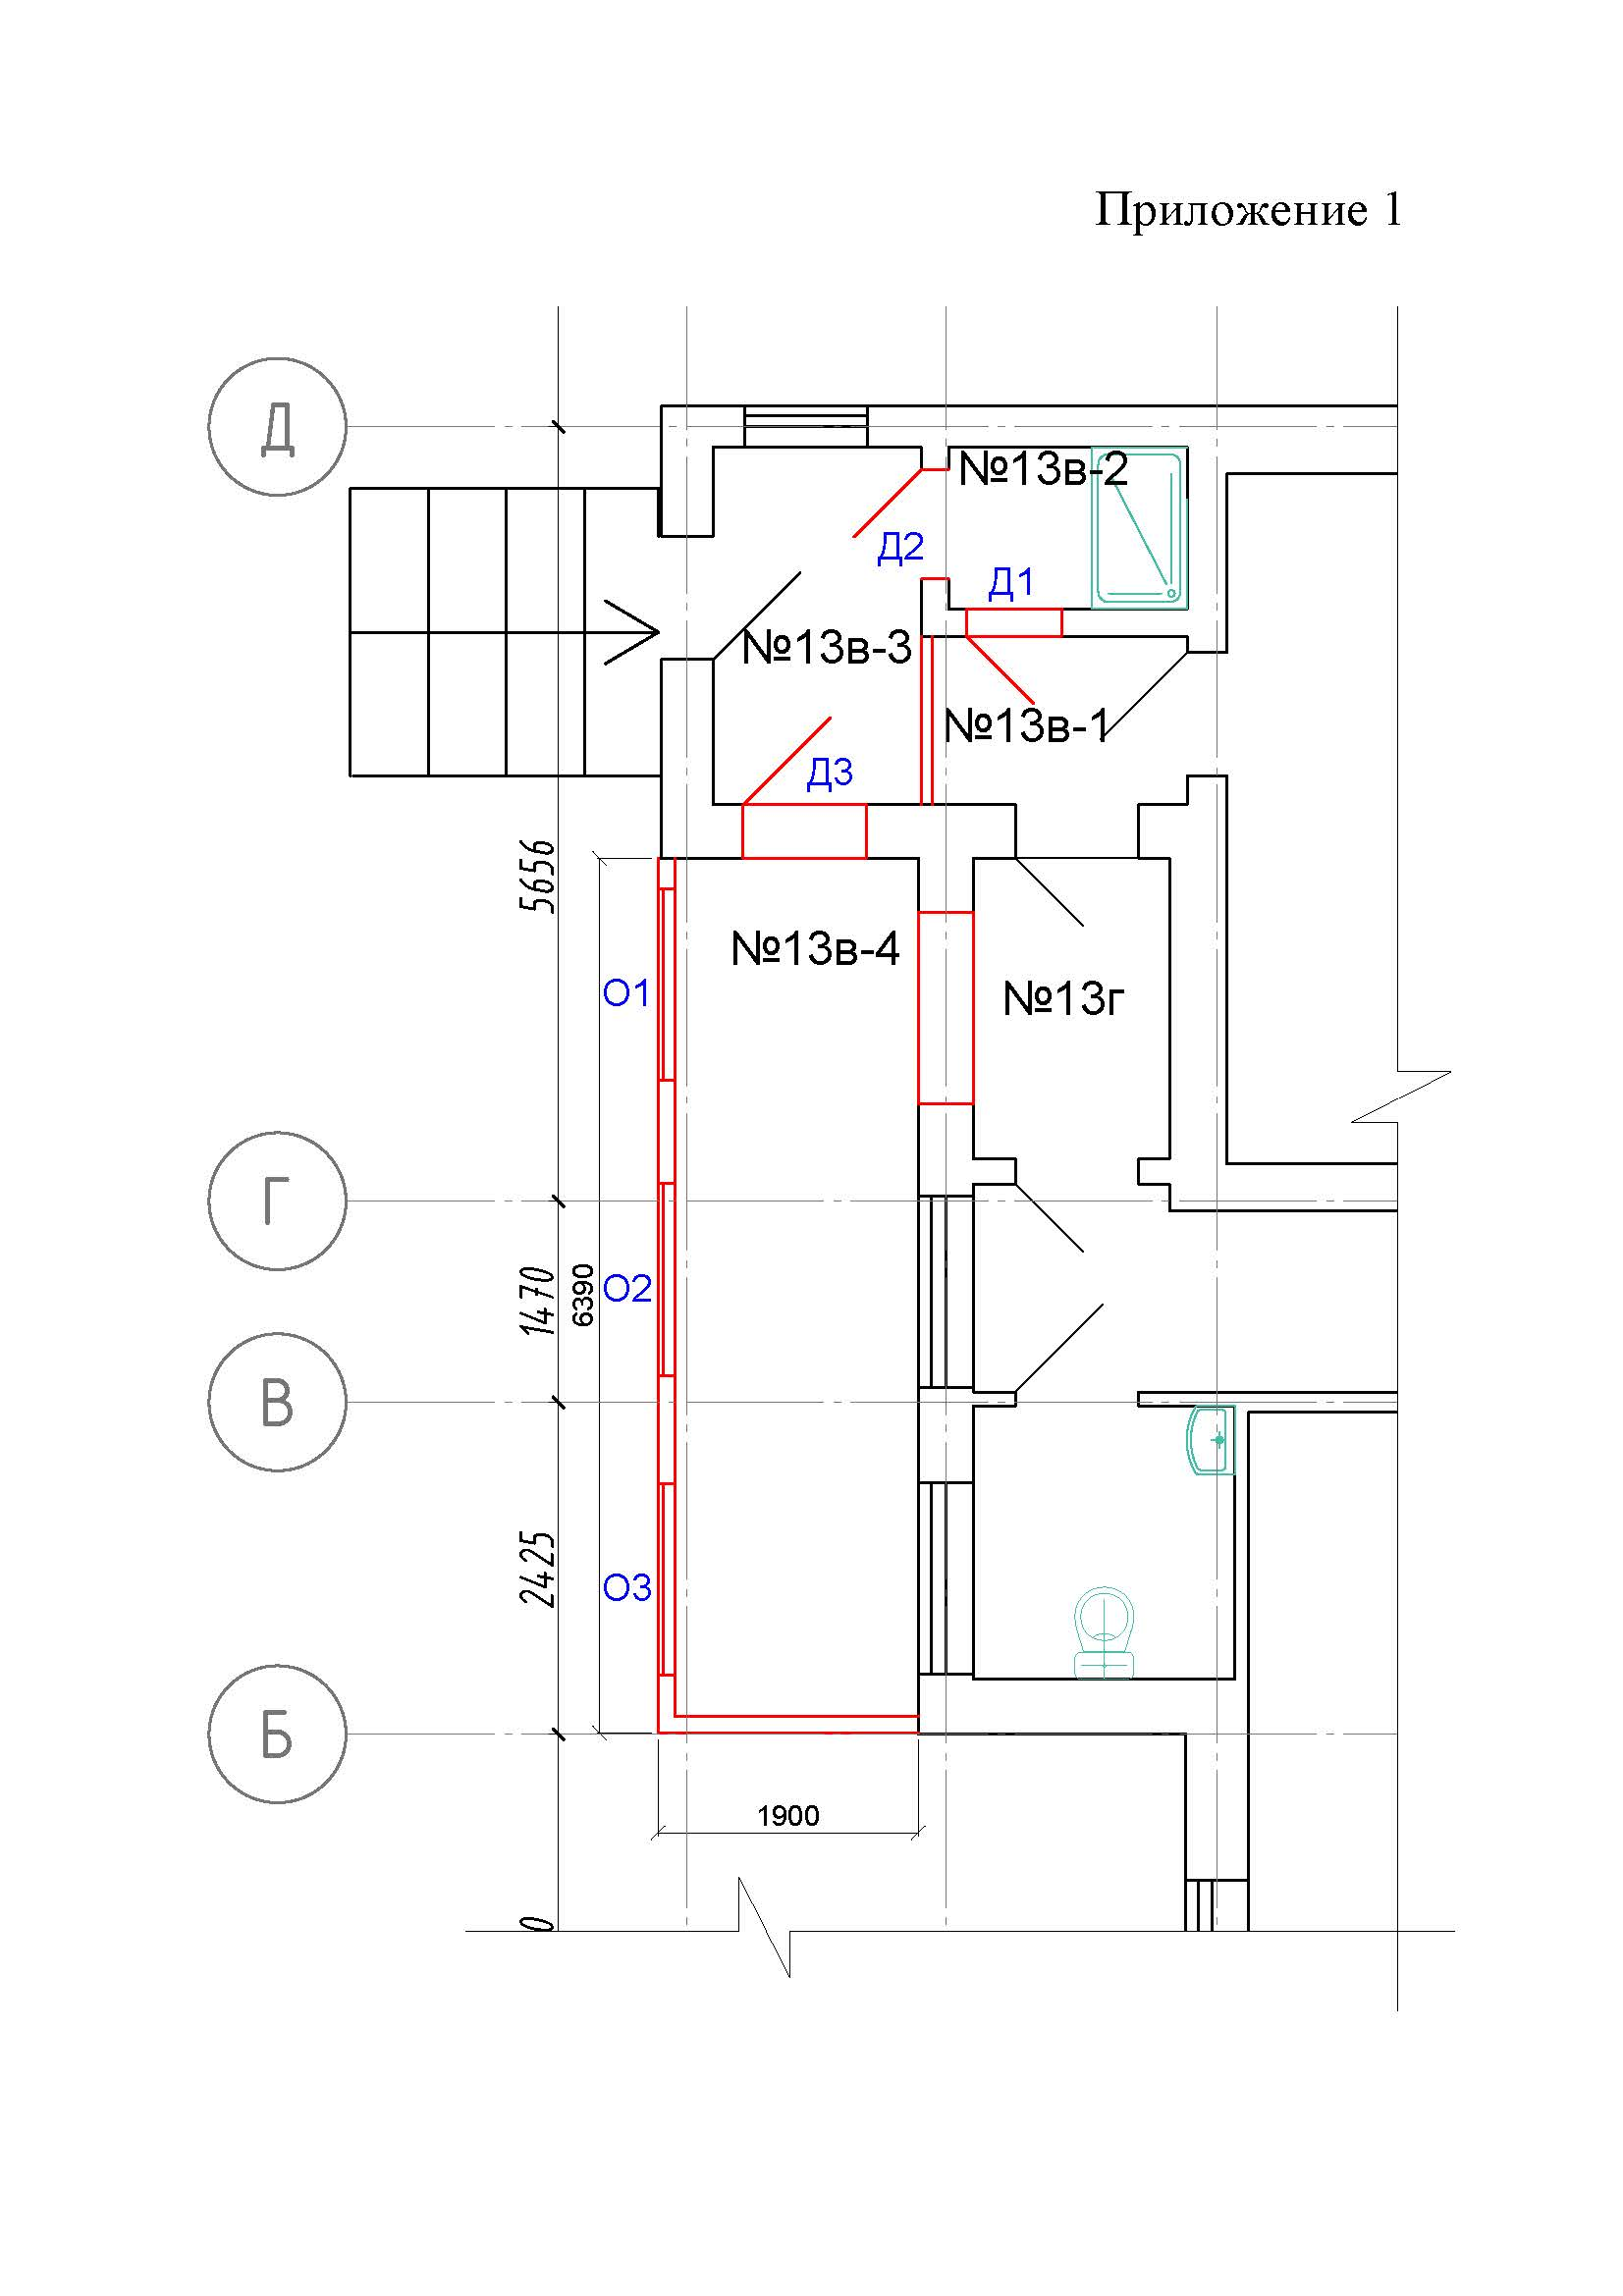 Приложение 1
Д
№13в-2
Д2
Д1
№13в-3
№13в-1
Д3
5656
№13в-4
О1
№13г
Г
1470
6390
О2
В
2425
О3
Б
1900
0